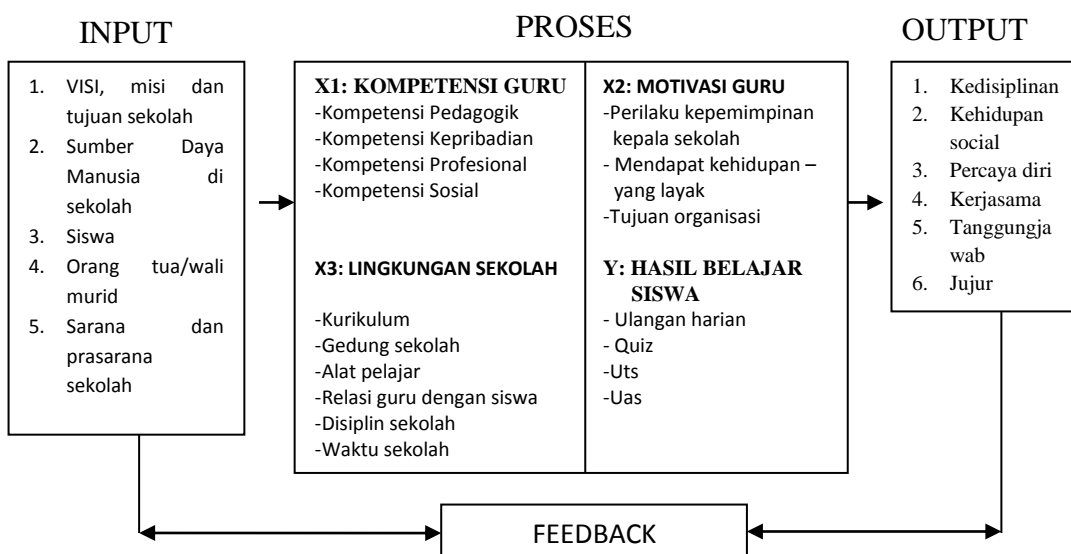 INPUT
PROSES
OUTPUT
1. VISI, misi dan
tujuan sekolah
2. Sumber Daya
Manusia di
sekolah
3. Siswa
4. Orang tua/wali
murid
5. Sarana dan
prasarana
sekolah
X1: KOMPETENSI GURU
-Kompetensi Pedagogik
-Kompetensi Kepribadian
-Kompetensi Profesional
-Kompetensi Sosial
X2: MOTIVASI GURU
-Perilaku kepemimpinan
kepala sekolah
- Mendapat kehidupan –
yang layak
-Tujuan organisasi
X3: LINGKUNGAN SEKOLAH
-Kurikulum
-Gedung sekolah
-Alat pelajar
-Relasi guru dengan siswa
-Disiplin sekolah
-Waktu sekolah
Y: HASIL BELAJAR
SISWA
- Ulangan harian
- Quiz
-Uts
-Uas
1. Kedisiplinan
2. Kehidupan
social
3. Percaya diri
4. Kerjasama
5. Tanggungja
wab
6. Jujur
FEEDBACK